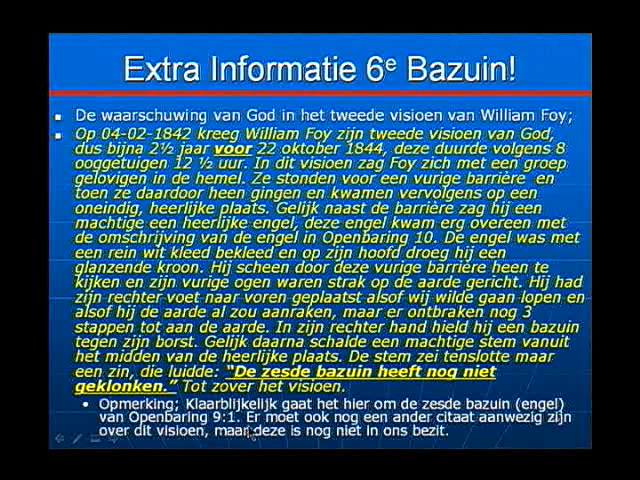 Extra Informatie 6e Bazuin!
De waarschuwing van God in het tweede visioen van William Foy;
Op 04-02-1842 kreeg William Foy zijn tweede visioen van God,
dus bijna 2½ jaar voor 22 oktober 1844, deze duurde volgens 8
ooggetuigen 12 ½ uur. In dit visioen zag Foy zich met een groep
gelovigen in de hemel. Ze stonden voor een vurige barrière en
toen ze daardoor heen gingen en kwamen vervolgens op een
oneindig, heerlijke plaats. Gelijk naast de barrière zag hij een
machtige een heerlijke engel, deze engel kwam erg overeen met
de omschrijving van de engel in Openbaring 10. De engel was met
een rein wit kleed bekleed en op zijn hoofd droeg hij een
glanzende kroon. Hij scheen door deze vurige barrière heen te
kijken en zijn vurige ogen waren strak op de aarde gericht. Hij had
zijn rechter voet naar voren geplaatst alsof wij wilde gaan lopen en
alsof hij de aarde al zou aanraken, maar er ontbraken nog 3
stappen tot aan de aarde. In zijn rechter hand hield hij een bazuin
tegen zijn borst. Gelijk daarna schalde een machtige stem vanuit
het midden van de heerlijke plaats. De stem zei tenslotte maar
een zin, die luidde: “De zesde bazuin heeft nog niet
geklonken.” Tot zover het visioen.
Opmerking; Klaarblijkelijk gaat het hier om de zesde bazuin (engel)
van Openbaring 9:1. Er moet ook nog een ander citaat aanwezig zijn
over dit visioen, maar deze is nog niet in ons bezit.